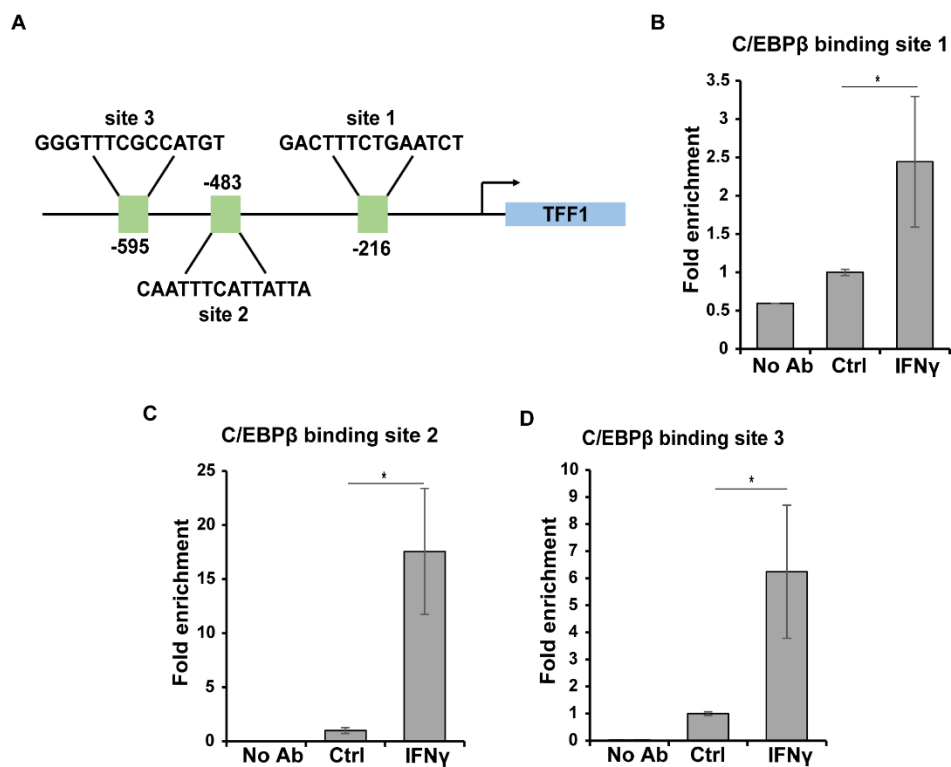 A
site 3
GGGTTTCGCCATGT
site 1
GACTTTCTGAATCT
-483
-595
-216
TFF1
CAATTTCATTATTA
site 2
B
C/EBPβ binding site 1
Fold enrichment
3.5
3
2.5
2
1.5
1
0.5
0
*
No Ab Ctrl IFNγ
C
C/EBPβ binding site 2
Fold enrichment
25
20
15
10
5
0
*
No Ab Ctrl IFNγ
D
C/EBPβ binding site 3
Fold enrichment
10
9
8
7
6
5
4
3
2
1
0
*
No Ab Ctrl IFNγ